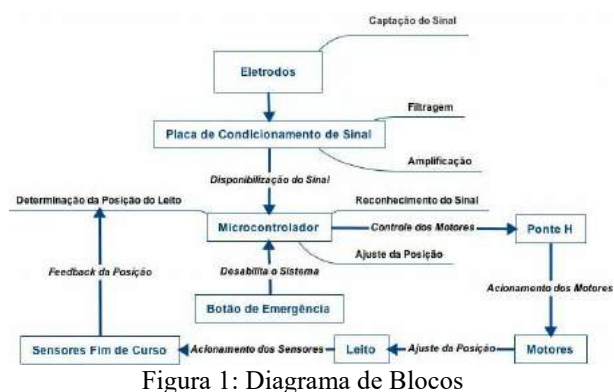 Captação do Sinal
Eletrodos
Filtragem
Placa de Condicionamento de Sinal
Amplificação
Disponibilização do Sinal
Determinação da Posição do Leito
Reconhecimento do Sinal
Microcontrolador
Controle dos Motores
Ponte H
Ajuste da Posição
Feedback da Posição
Desabilita o Sistema
Acionamento dos Motores
Botão de Emergência
Sensores Fim de Curso
Acionamento dos Sensores
Leito
Ajuste da Posição
Motores
Figura 1: Diagrama de Blocos